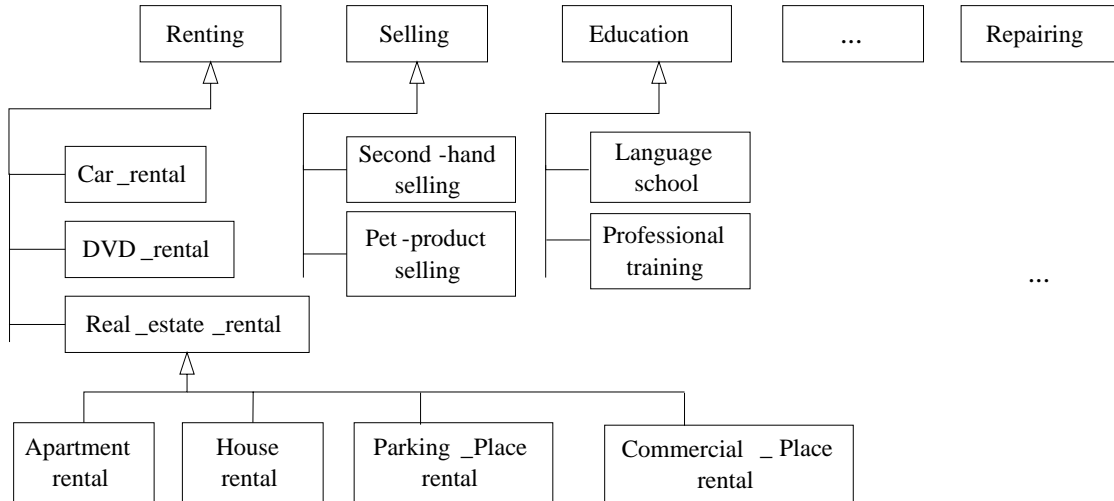 Renting
Selling
Education
...
Repairing
Car _rental
DVD _rental
Real _estate _rental
Second -hand
selling
Pet -product
selling
Language
school
Professional
training
...
Apartment
rental
House
rental
Parking _Place
rental
Commercial _ Place
rental